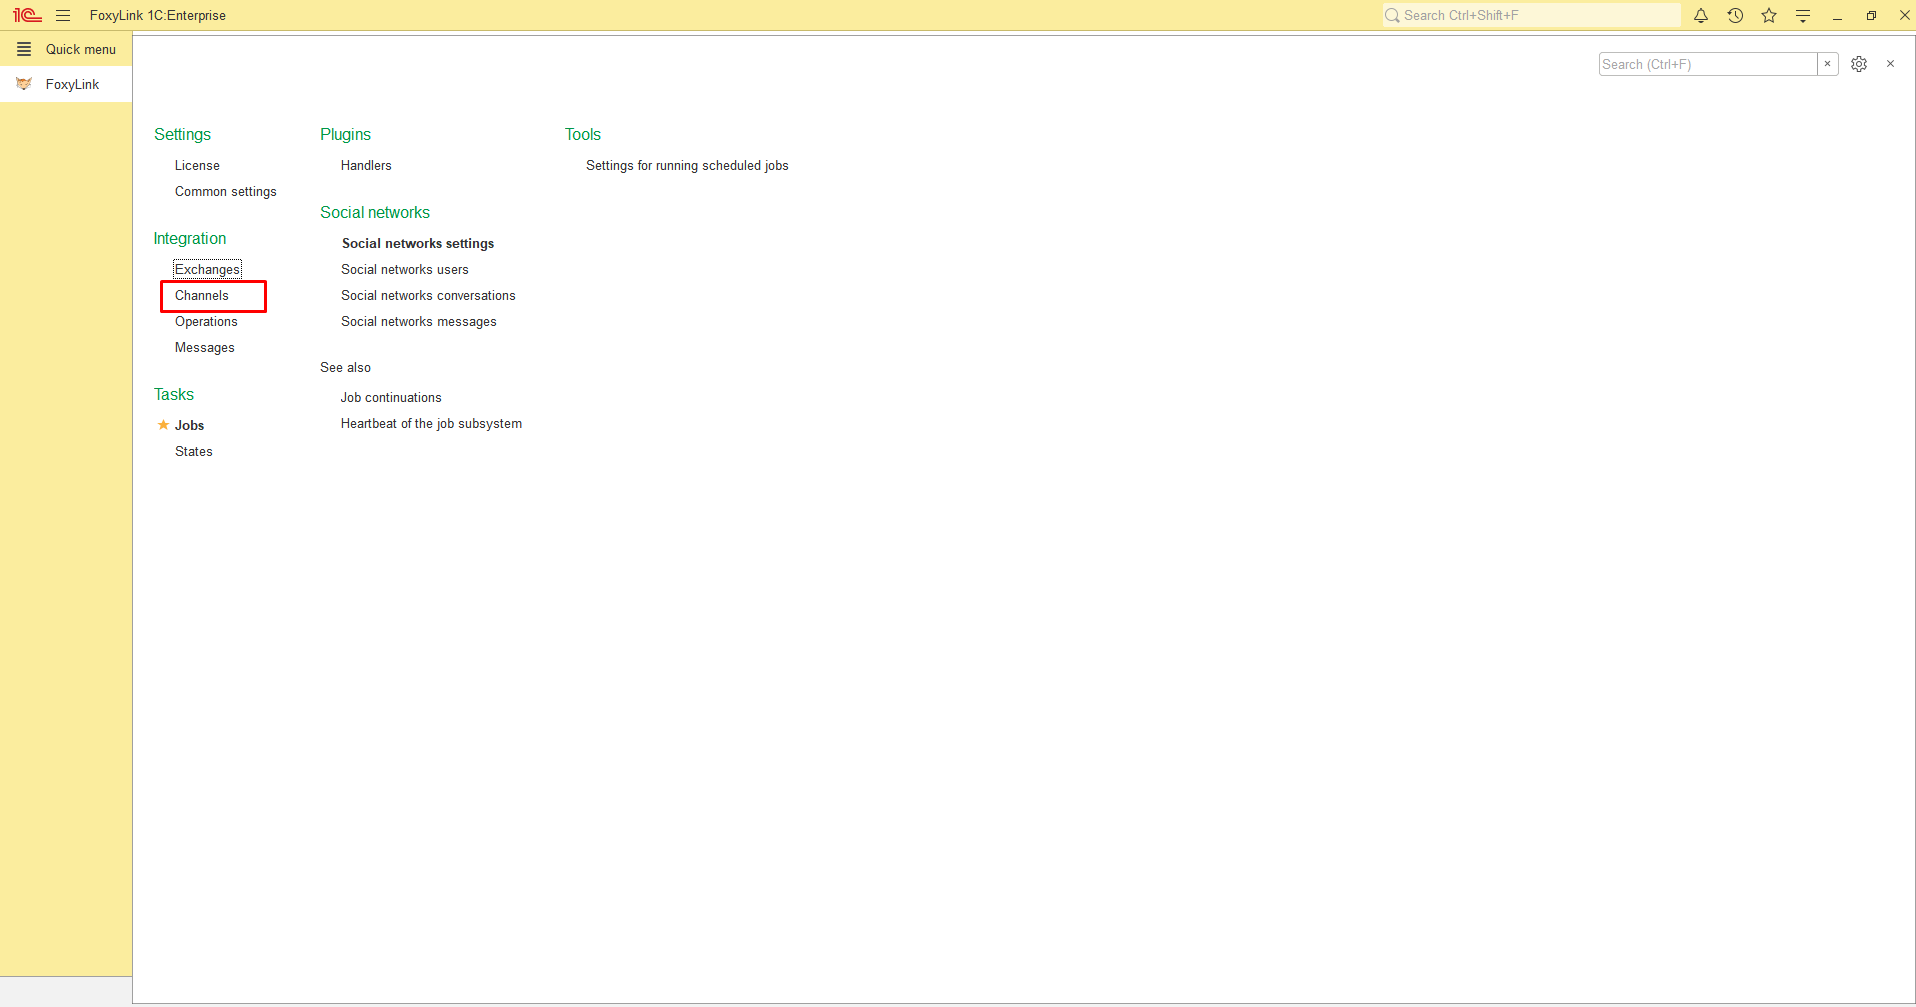 1C FoxyLink 1C:Enterprise
Search Ctrl+Shift+F
Quick menu
FoxyLink
Search (Ctrl+F)
Settings
License
Common settings
Integration
Exchanges
Channels
Operations
Messages
Tasks
Jobs
States
Plugins
Handlers
Social networks
Social networks settings
Social networks users
Social networks conversations
Social networks messages
See also
Job continuations
Heartbeat of the job subsystem
Tools
Settings for running scheduled jobs